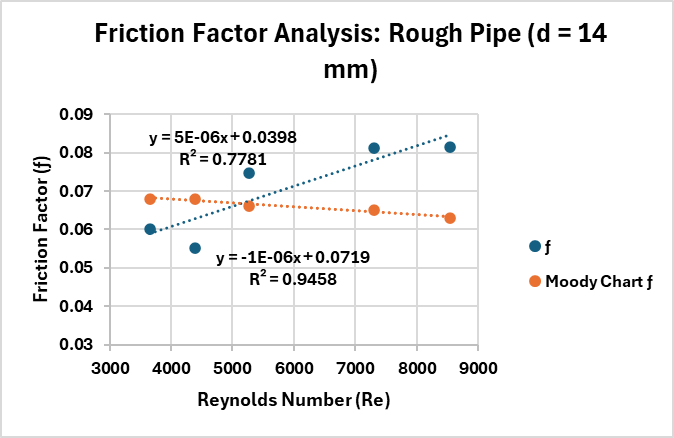 Friction Factor Analysis: Rough Pipe (d = 14
mm)
Friction Factor (ƒ)
0.09
0.08
0.07
0.06
0.05
0.04
0.03
y = 5E-06x + 0.0398
R² = 0.7781
y = -1E-06x + 0.0719
R² = 0.9458
3000 4000 5000 6000 7000 8000 9000
Reynolds Number (Re)
ƒ
Moody Chart ƒ